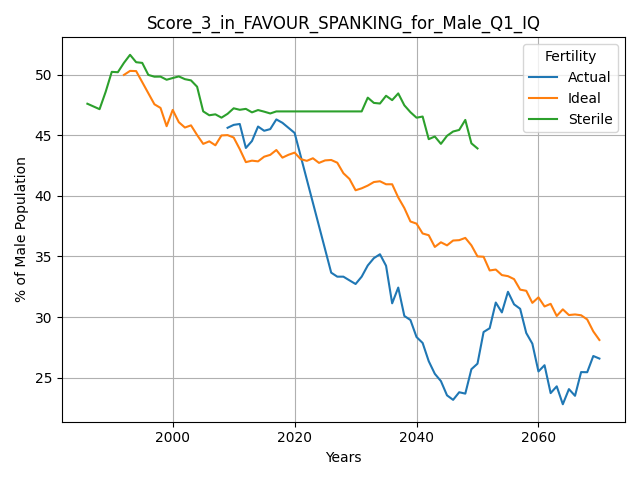 Score_3_in_FAVOUR_SPANKING_for_Male_Q1_IQ
Fertility
Actual
Ideal
Sterile
% of Male Population
50
45
40
35
30
25
2000
2020
2040
2060
Years